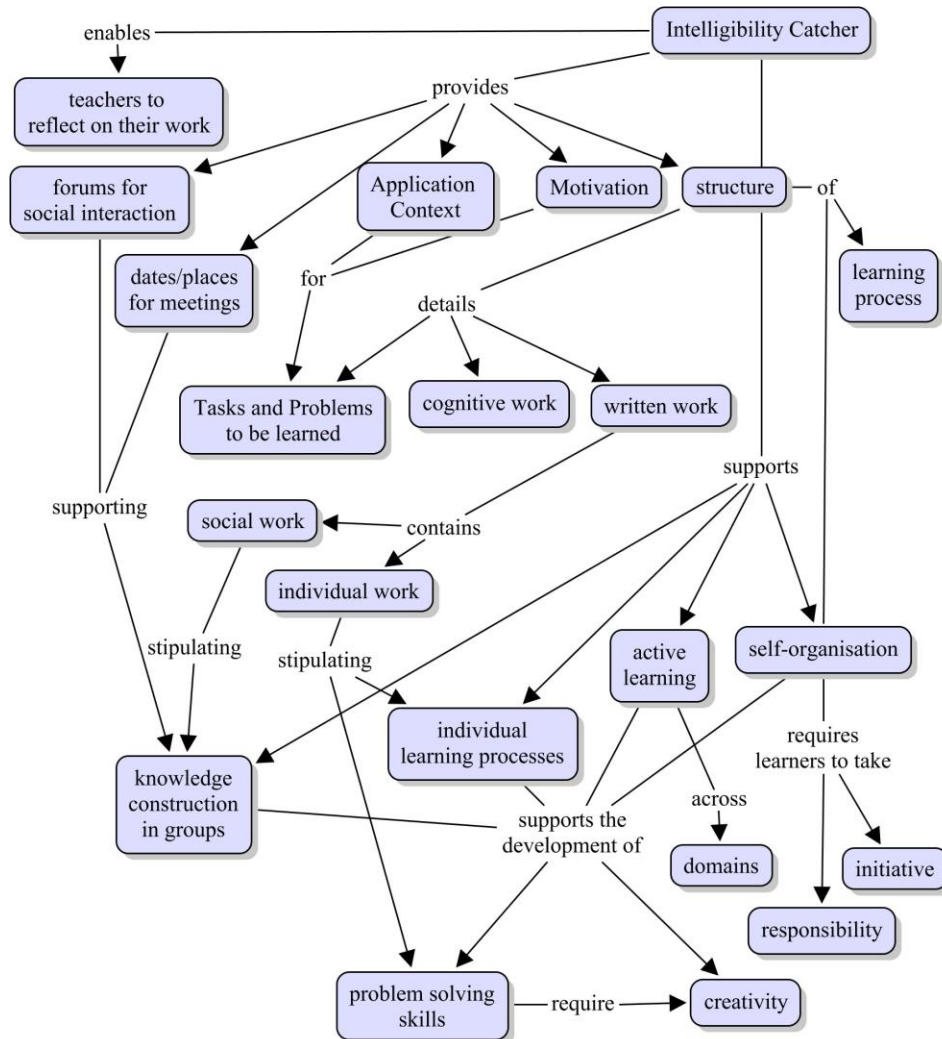 Intelligibility Catcher
enables
teachers to
reflect on their work
provides
forums for
social interaction
Application
Context
Motivation
structure
of
dates/places
for meetings
for
learning
process
details
Tasks and Problems
to be learned
cognitive work
written work
supports
supporting
social work
contains
individual work
stipulating
stipulating
active
learning
self-organisation
individual
learning processes
requires
learners to take
knowledge
construction
in groups
across
supports the
development of
domains
initiative
responsibility
problem solving
skills
require
creativity